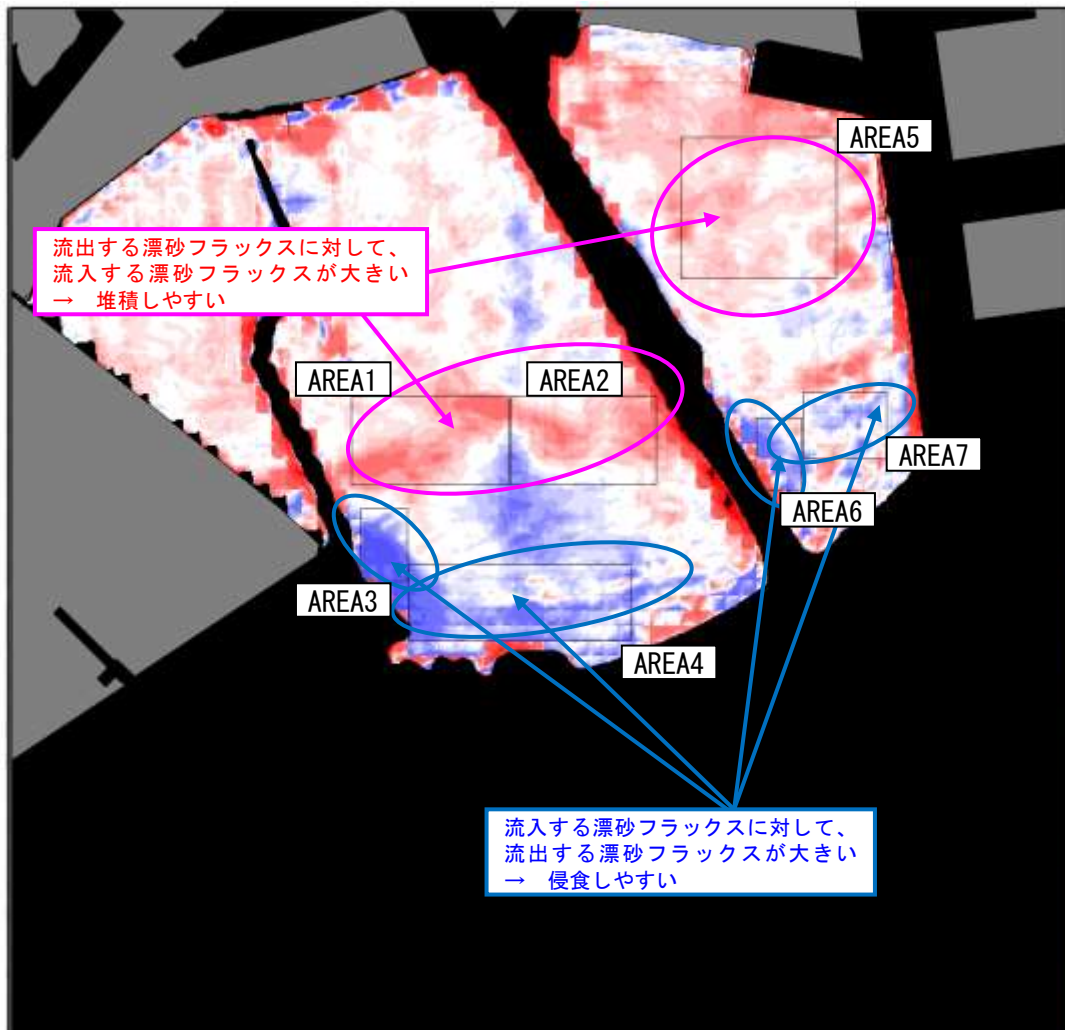 AREA5
流出する漂砂フラックスに対して、
流入する漂砂フラックスが大きい
→ 堆積しやすい
AREA1
AREA2
AREA7
AREA6
AREA3
AREA4
流入する漂砂フラックスに対して、
流出する漂砂フラックスが大きい
→ 侵食しやすい